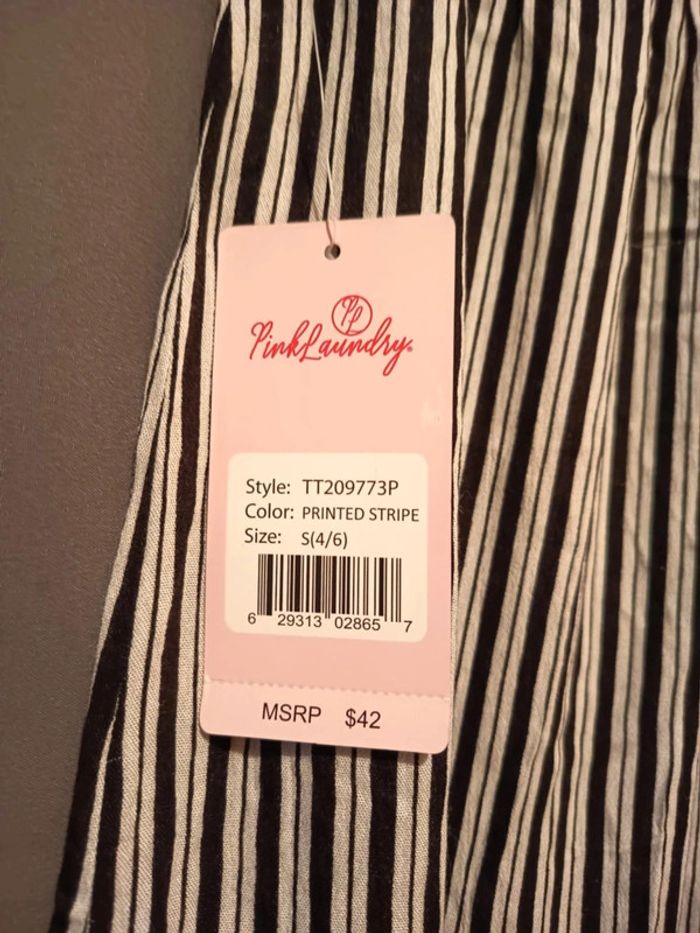 PL
PinkLaundry®
Style: TT209773P
Color: PRINTED STRIPE
Size: S(4/6)
6 29313 02865 7
MSRP $42